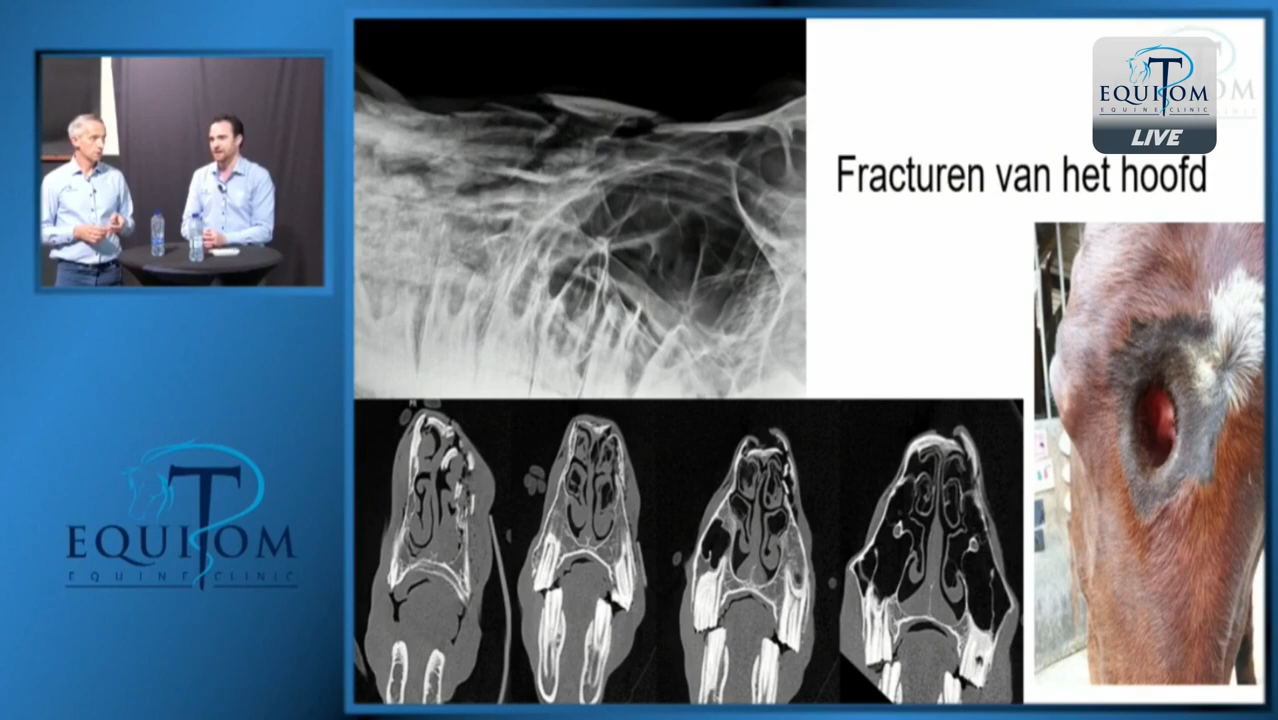 EQUITOM
EQUINE CLINIC
LIVE
Fracturen van het hoofd
EQUITOM
EQUINE CLINIC